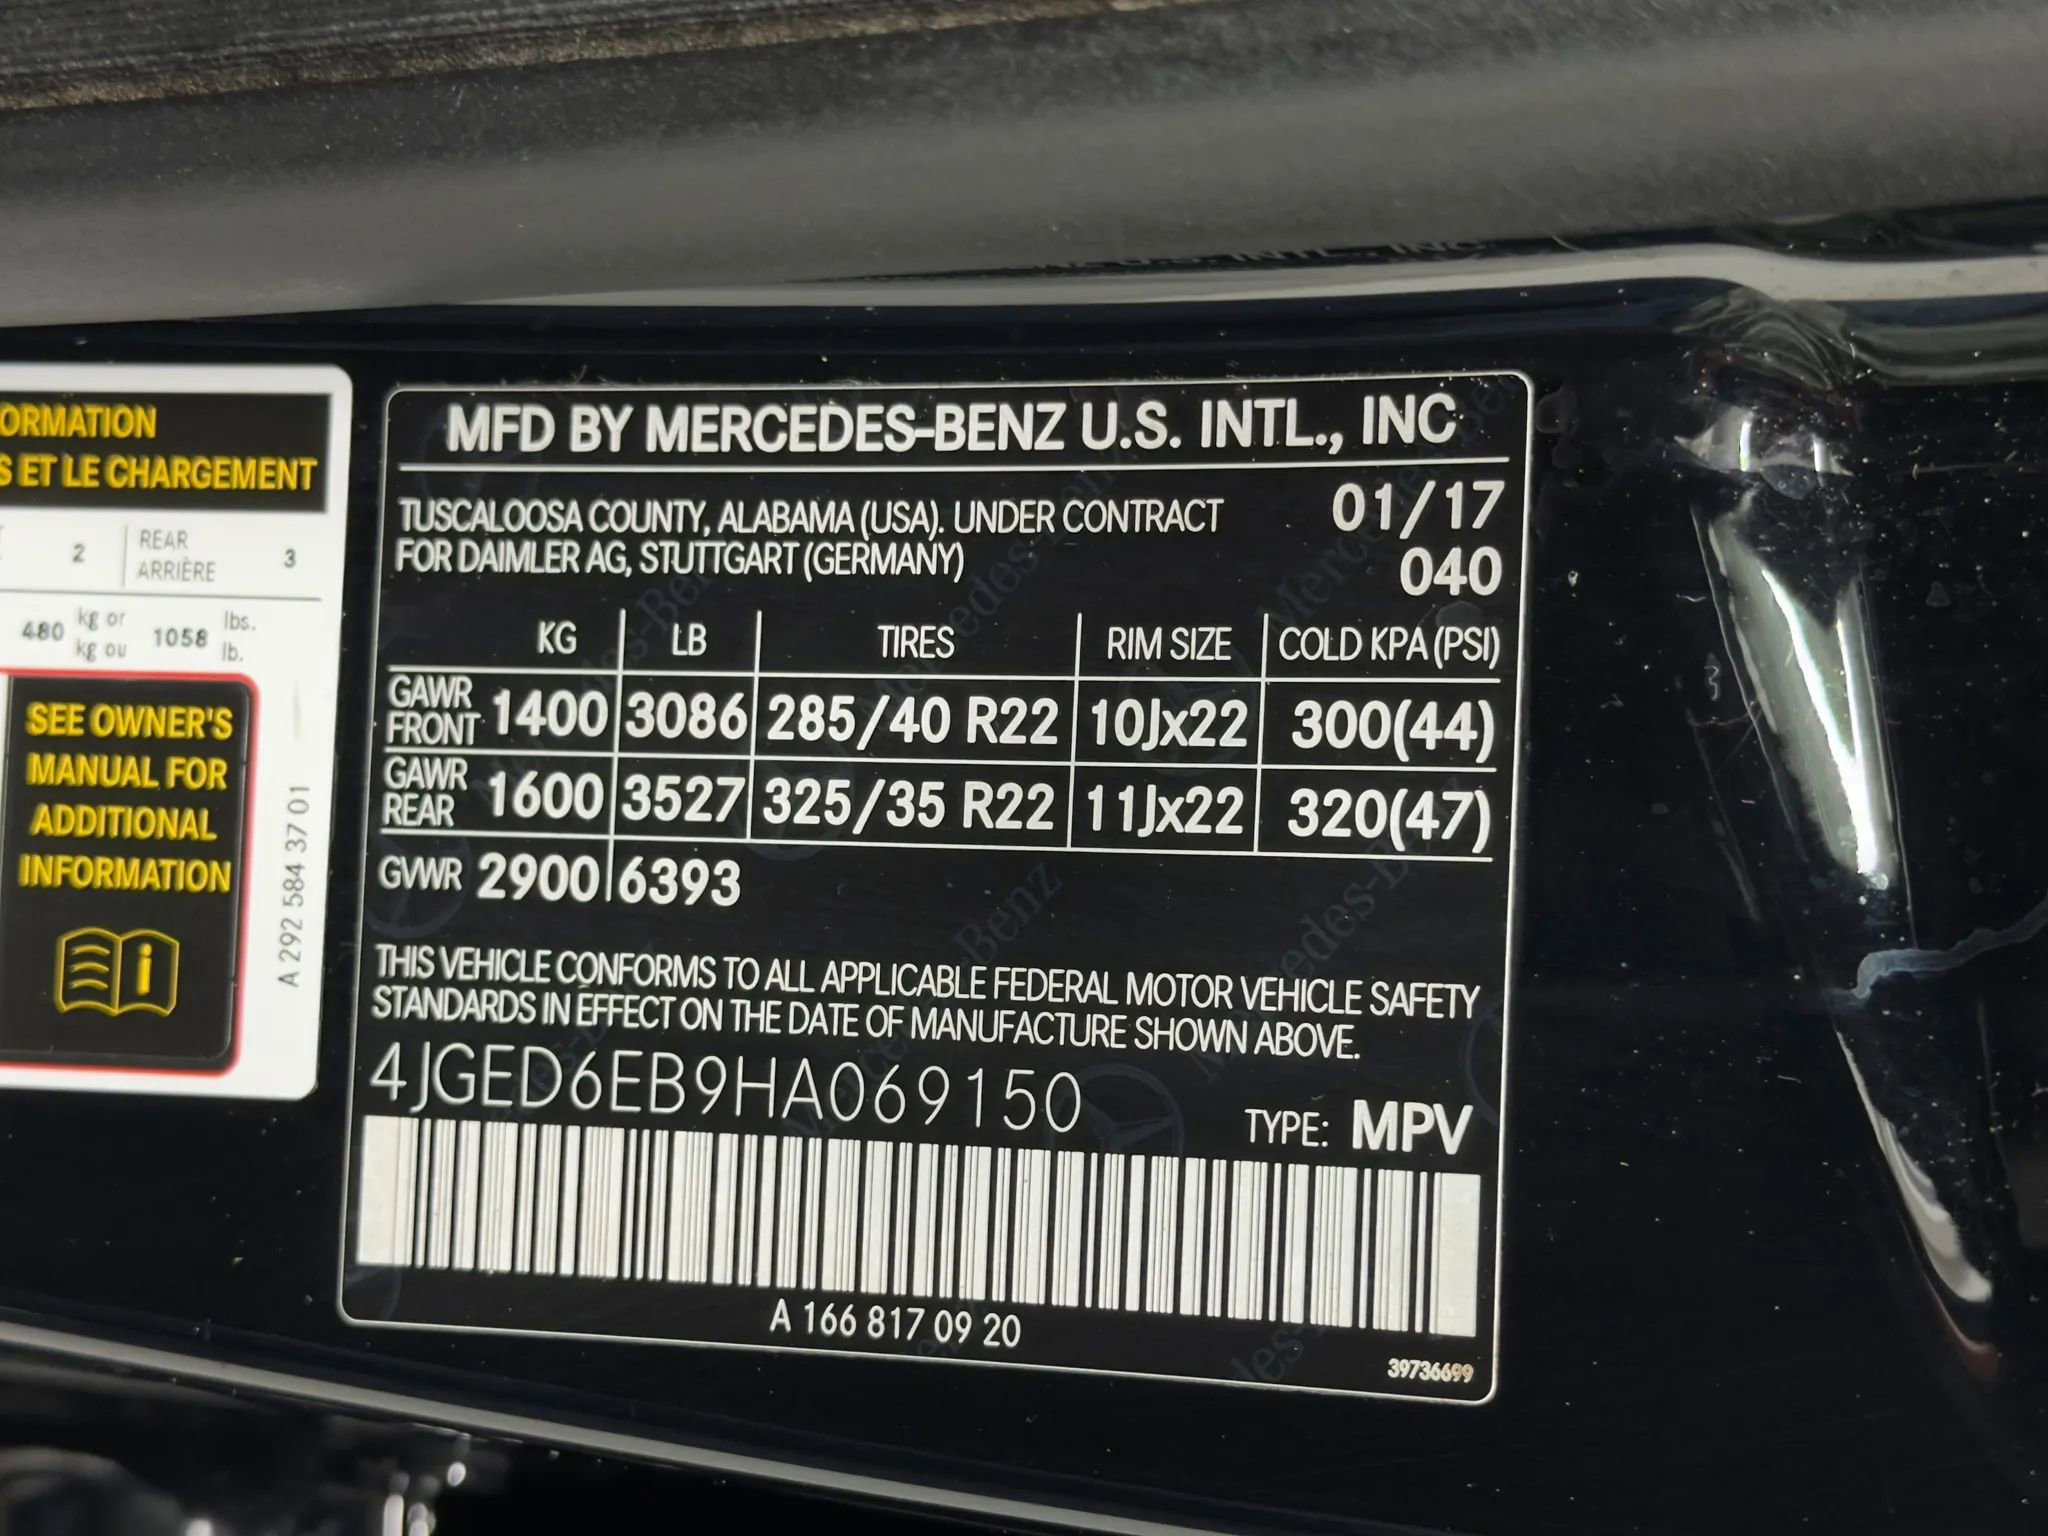 ORMATION
S ET LE CHARGEMENT
2 REAR ARRIÈRE 3
480 kg or kg ou 1058 lbs. lb.
SEE OWNER'S
MANUAL FOR
ADDITIONAL
INFORMATION
i
A 292 584 37 01
MFD BY MERCEDES-BENZ U.S. INTL., INC
TUSCALOOSA COUNTY, ALABAMA (USA). UNDER CONTRACT 01/17
FOR DAIMLER AG, STUTTGART (GERMANY) 040
KG LB TIRES RIM SIZE COLD KPA (PSI)
GAWR FRONT 1400 3086 285/40 R22 10Jx22 300(44)
GAWR REAR 1600 3527 325/35 R22 11Jx22 320(47)
GVWR 2900 6393
THIS VEHICLE CONFORMS TO ALL APPLICABLE FEDERAL MOTOR VEHICLE SAFETY
STANDARDS IN EFFECT ON THE DATE OF MANUFACTURE SHOWN ABOVE.
4JGED6EB9HA069150
TYPE: MPV
A 166 817 09 20
39736699